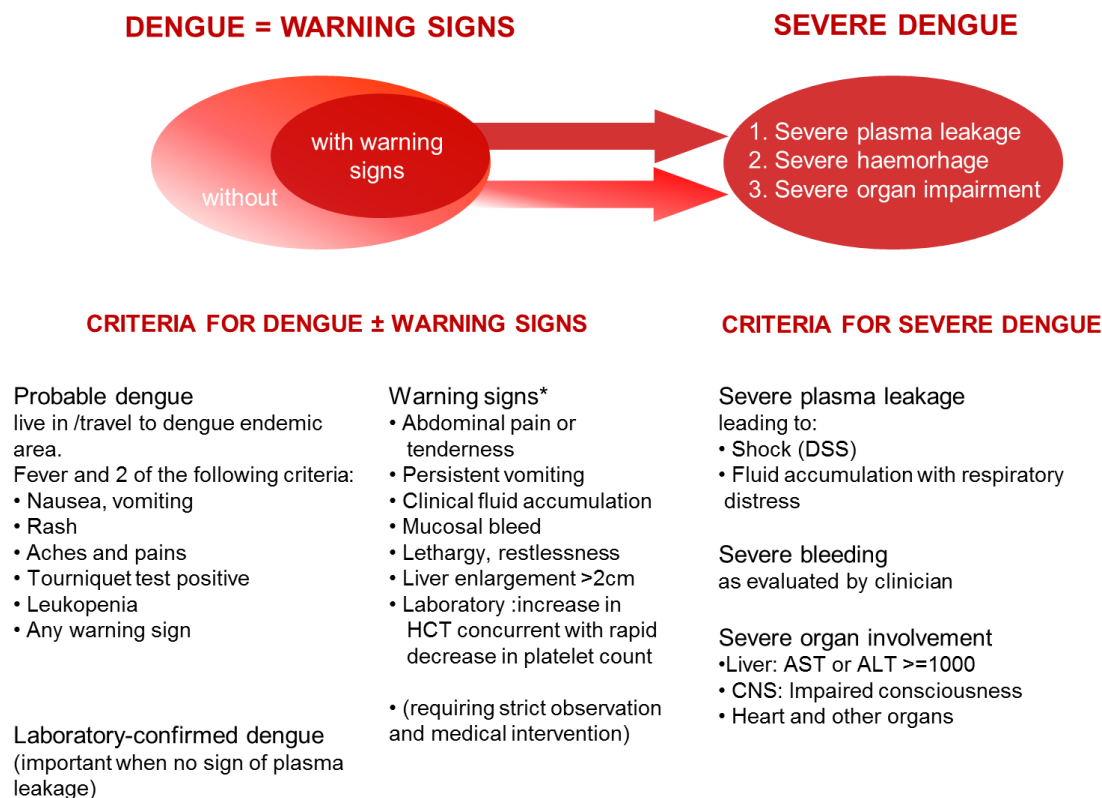 DENGUE = WARNING SIGNS
SEVERE DENGUE
with warning
signs
without
1. Severe plasma leakage
2. Severe haemorhage
3. Severe organ impairment
CRITERIA FOR DENGUE ± WARNING SIGNS
CRITERIA FOR SEVERE DENGUE
Probable dengue
live in /travel to dengue endemic
area.
Fever and 2 of the following criteria:
• Nausea, vomiting
• Rash
• Aches and pains
• Tourniquet test positive
• Leukopenia
• Any warning sign
Laboratory-confirmed dengue
(important when no sign of plasma
leakage)
Warning signs*
• Abdominal pain or
tenderness
• Persistent vomiting
• Clinical fluid accumulation
• Mucosal bleed
• Lethargy, restlessness
• Liver enlargement >2cm
• Laboratory :increase in
HCT concurrent with rapid
decrease in platelet count
• (requiring strict observation
and medical intervention)
Severe plasma leakage
leading to:
• Shock (DSS)
• Fluid accumulation with respiratory
distress
Severe bleeding
as evaluated by clinician
Severe organ involvement
•Liver: AST or ALT >=1000
• CNS: Impaired consciousness
• Heart and other organs